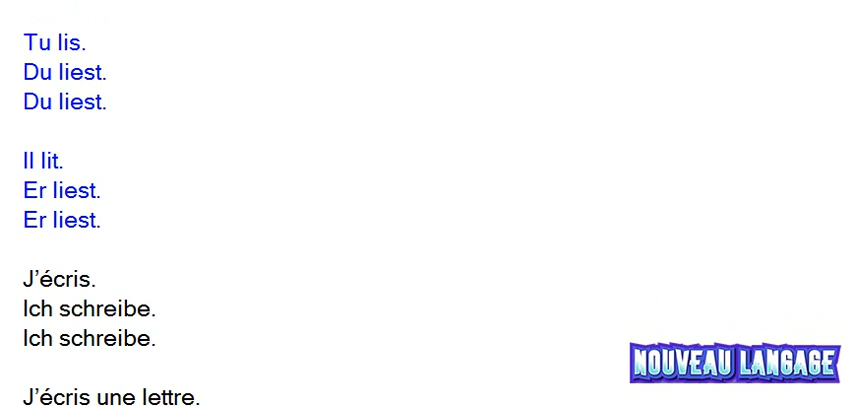 Tu lis.
Du liest.
Du liest.
Il lit.
Er liest.
Er liest.
J’écris.
Ich schreibe.
Ich schreibe.
NOUVEAU LANGAGE
J’écris une lettre.